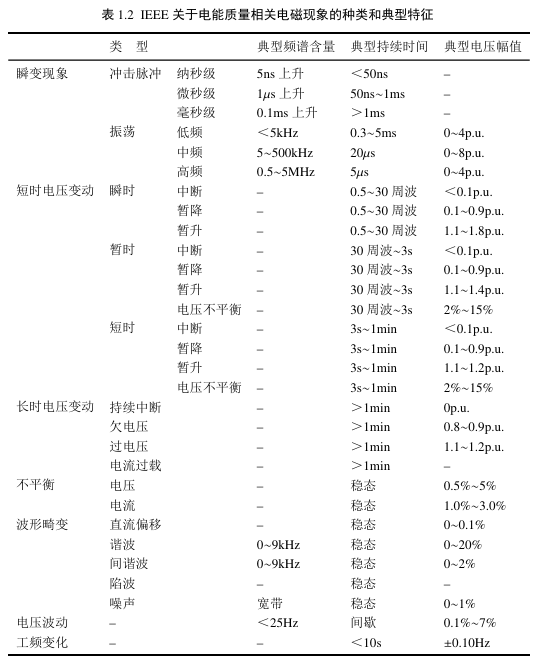 表 1.2 IEEE 关于电能质量相关电磁现象的种类和典型特征
类 型 典型频谱含量 典型持续时间 典型电压幅值
瞬变现象 冲击脉冲 纳秒级 5ns 上升 ＜50ns –
微秒级 1μs 上升 50ns~1ms –
毫秒级 0.1ms 上升 ＞1ms –
振荡 低频 ＜5kHz 0.3~5ms 0~4p.u.
中频 5~500kHz 20μs 0~8p.u.
高频 0.5~5MHz 5μs 0~4p.u.
短时电压变动 瞬时 中断 – 0.5~30 周波 ＜0.1p.u.
暂降 – 0.5~30 周波 0.1~0.9p.u.
暂升 – 0.5~30 周波 1.1~1.8p.u.
暂时 中断 – 30 周波~3s ＜0.1p.u.
暂降 – 30 周波~3s 0.1~0.9p.u.
暂升 – 30 周波~3s 1.1~1.4p.u.
电压不平衡 – 30 周波~3s 2%~15%
短时 中断 – 3s~1min ＜0.1p.u.
暂降 – 3s~1min 0.1~0.9p.u.
暂升 – 3s~1min 1.1~1.2p.u.
电压不平衡 – 3s~1min 2%~15%
长时电压变动 持续中断 – ＞1min 0p.u.
欠电压 – ＞1min 0.8~0.9p.u.
过电压 – ＞1min 1.1~1.2p.u.
电流过载 – ＞1min –
不平衡 电压 – 稳态 0.5%~5%
电流 – 稳态 1.0%~3.0%
波形畸变 直流偏移 – 稳态 0~0.1%
谐波 0~9kHz 稳态 0~20%
间谐波 0~9kHz 稳态 0~2%
陷波 – 稳态 –
噪声 宽带 稳态 0~1%
电压波动 – ＜25Hz 间歇 0.1%~7%
工频变化 – – ＜10s ±0.10Hz